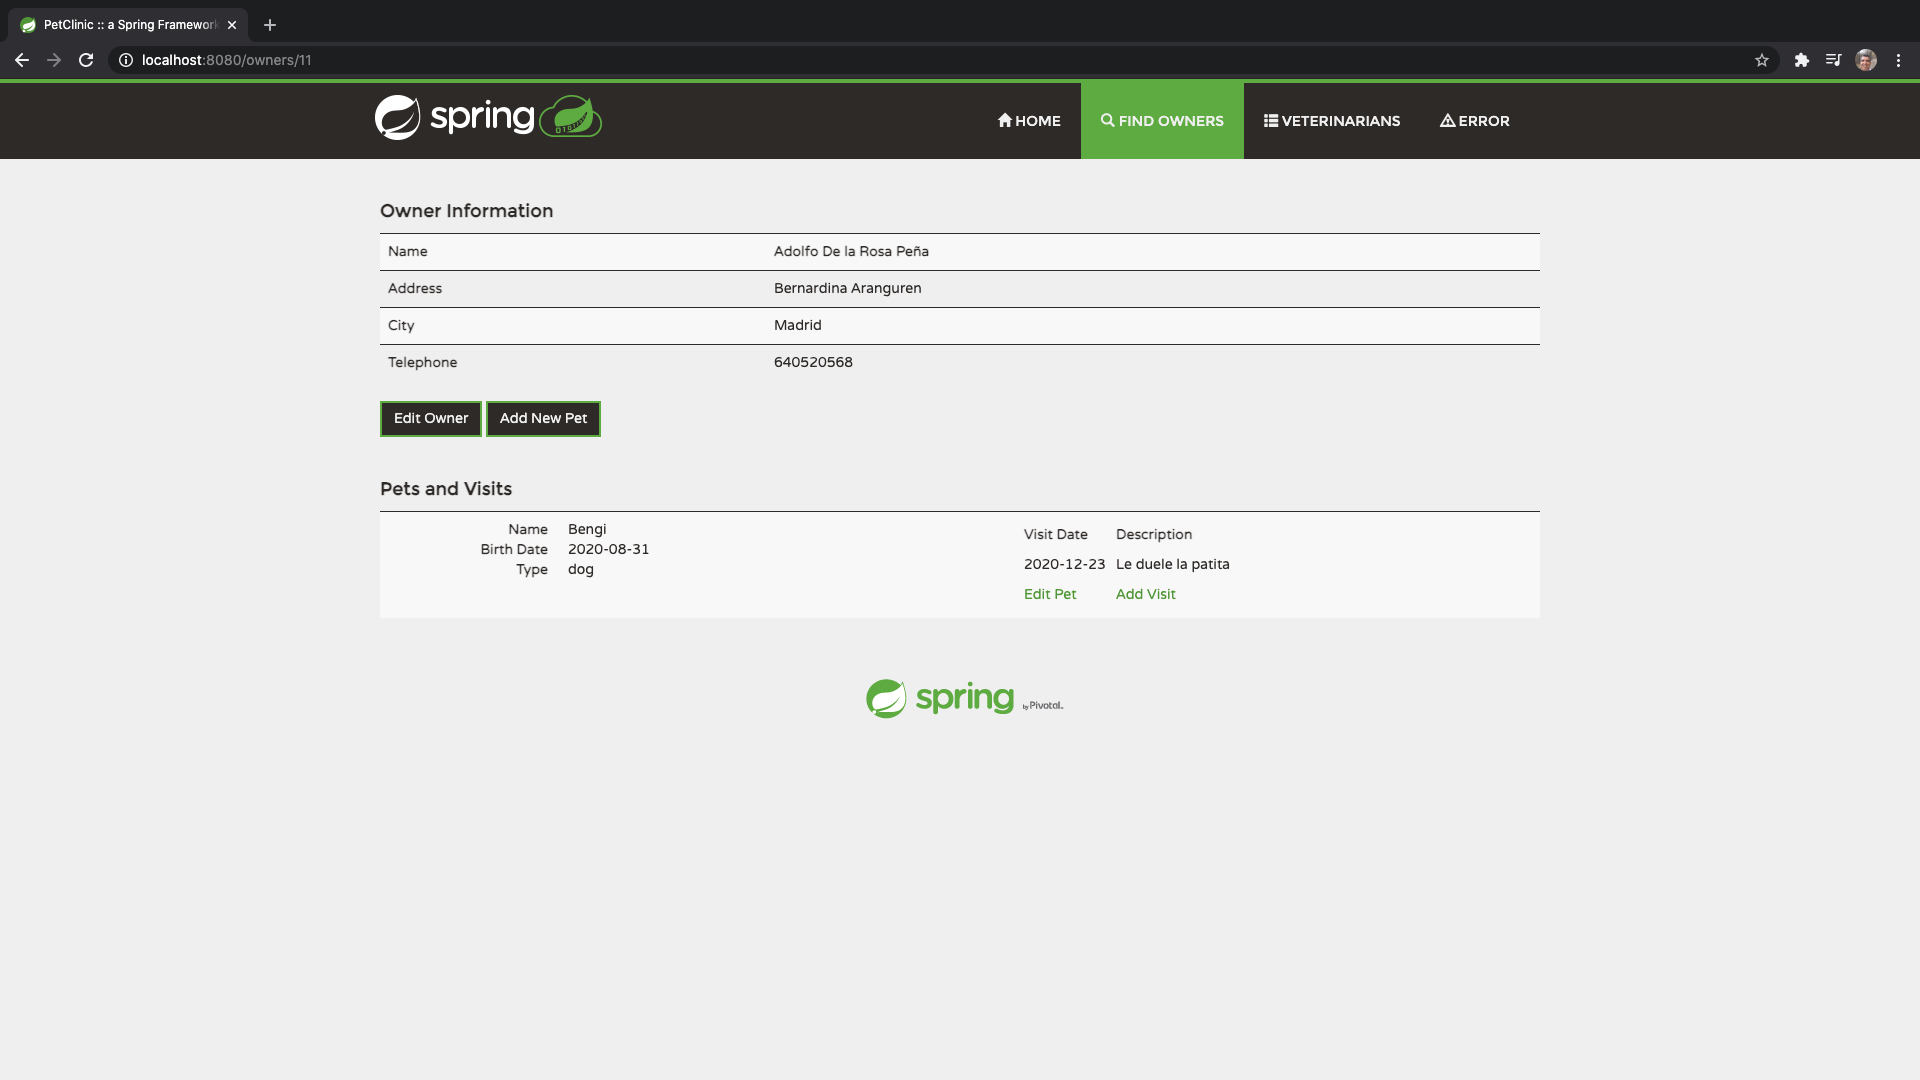 PetClinic :: a Spring Framework
localhost:8080/owners/11
spring
HOME
FIND OWNERS
VETERINARIANS
ERROR
Owner Information
Name Adolfo De la Rosa Peña
Address Bernardina Aranguren
City Madrid
Telephone 640520568
Edit Owner Add New Pet
Pets and Visits
Name Bengi
Birth Date 2020-08-31
Type dog
Visit Date Description
2020-12-23 Le duele la patita
Edit Pet Add Visit
spring by Pivotal